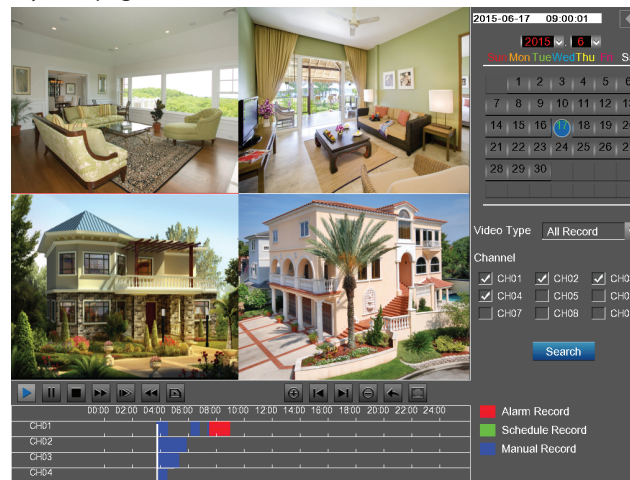 2015-06-17 09:00:01
2015 6
Sun Mon Tue Wed Thu Fri
1 2 3 4 5 6
7 8 9 10 11 12
14 15 16 17 18 19
21 22 23 24 25 26
28 29 30
Video Type All Record
Channel
CH01 CH02
CH04 CH05
CH07 CH08
Search
00:00 02:00 04:00 06:00 08:00 10:00 12:00 14:00 16:00 18:00 20:00 22:00 24:00
CH01
CH02
CH03
CH04
Alarm Record
Schedule Record
Manual Record